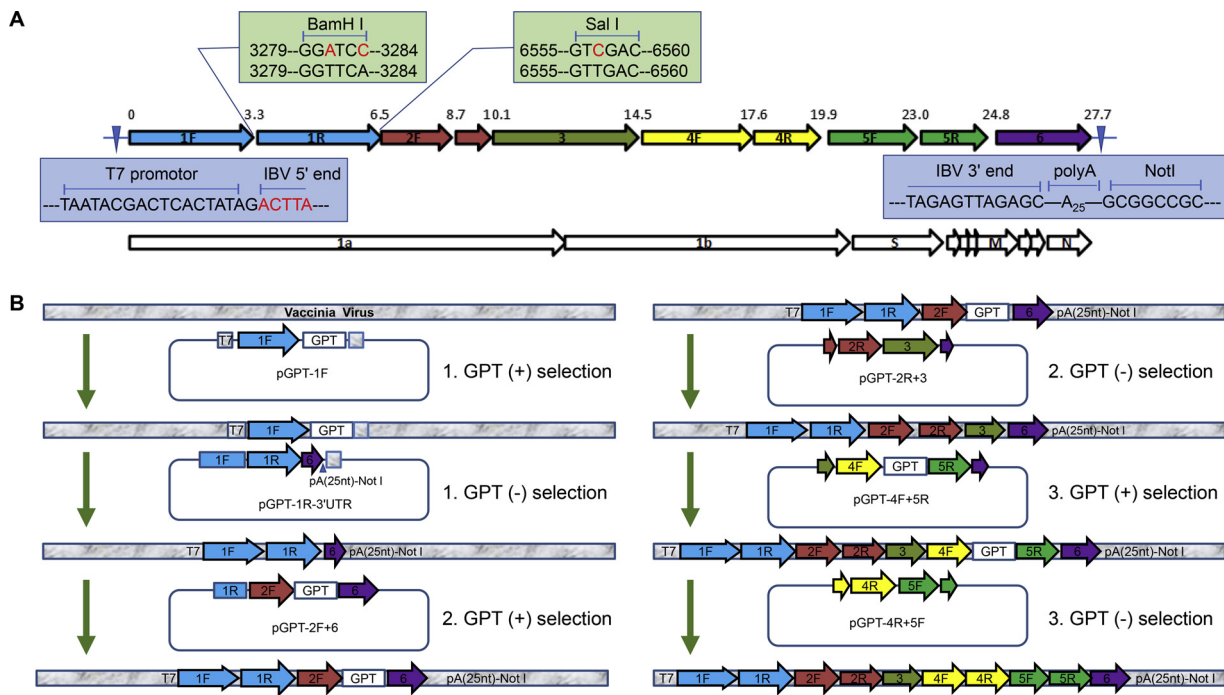 A
BamH I
3279--GGATCC--3284
3279--GGTTCA--3284
Sal I
6555--GTCGAC--6560
6555--GTTGAC--6560
0 3.3 6.5 8.7 10.1 14.5 17.6 19.9 23.0 24.8 27.7
1F 1R 2F 3 4F 4R 5F 5R 6
T7 promotor IBV 5' end
---TAATACGACTCACTATAGACTTA---
IBV 3' end polyA NotI
---TAGAGTTAGAGC—A25—GCGGCCGC---
1a 1b S M N
B
Vaccinia Virus
T7 1F GPT
pGPT-1F
1. GPT (+) selection
T7 1F GPT
1F 1R 6
pA(25nt)-Not I
pGPT-1R-3'UTR
1. GPT (-) selection
T7 1F 1R 6 pA(25nt)-Not I
1R 2F GPT 6
pGPT-2F+6
2. GPT (+) selection
T7 1F 1R 2F GPT 6 pA(25nt)-Not I
T7 1F 1R 2F GPT 6 pA(25nt)-Not I
2R 3
pGPT-2R+3
2. GPT (-) selection
T7 1F 1R 2F 2R 3 6 pA(25nt)-Not I
4F GPT 5R
pGPT-4F+5R
3. GPT (+) selection
T7 1F 1R 2F 2R 3 4F GPT 5R 6 pA(25nt)-Not I
4R 5F
pGPT-4R+5F
3. GPT (-) selection
T7 1F 1R 2F 2R 3 4F 4R 5F 5R 6 pA(25nt)-Not I